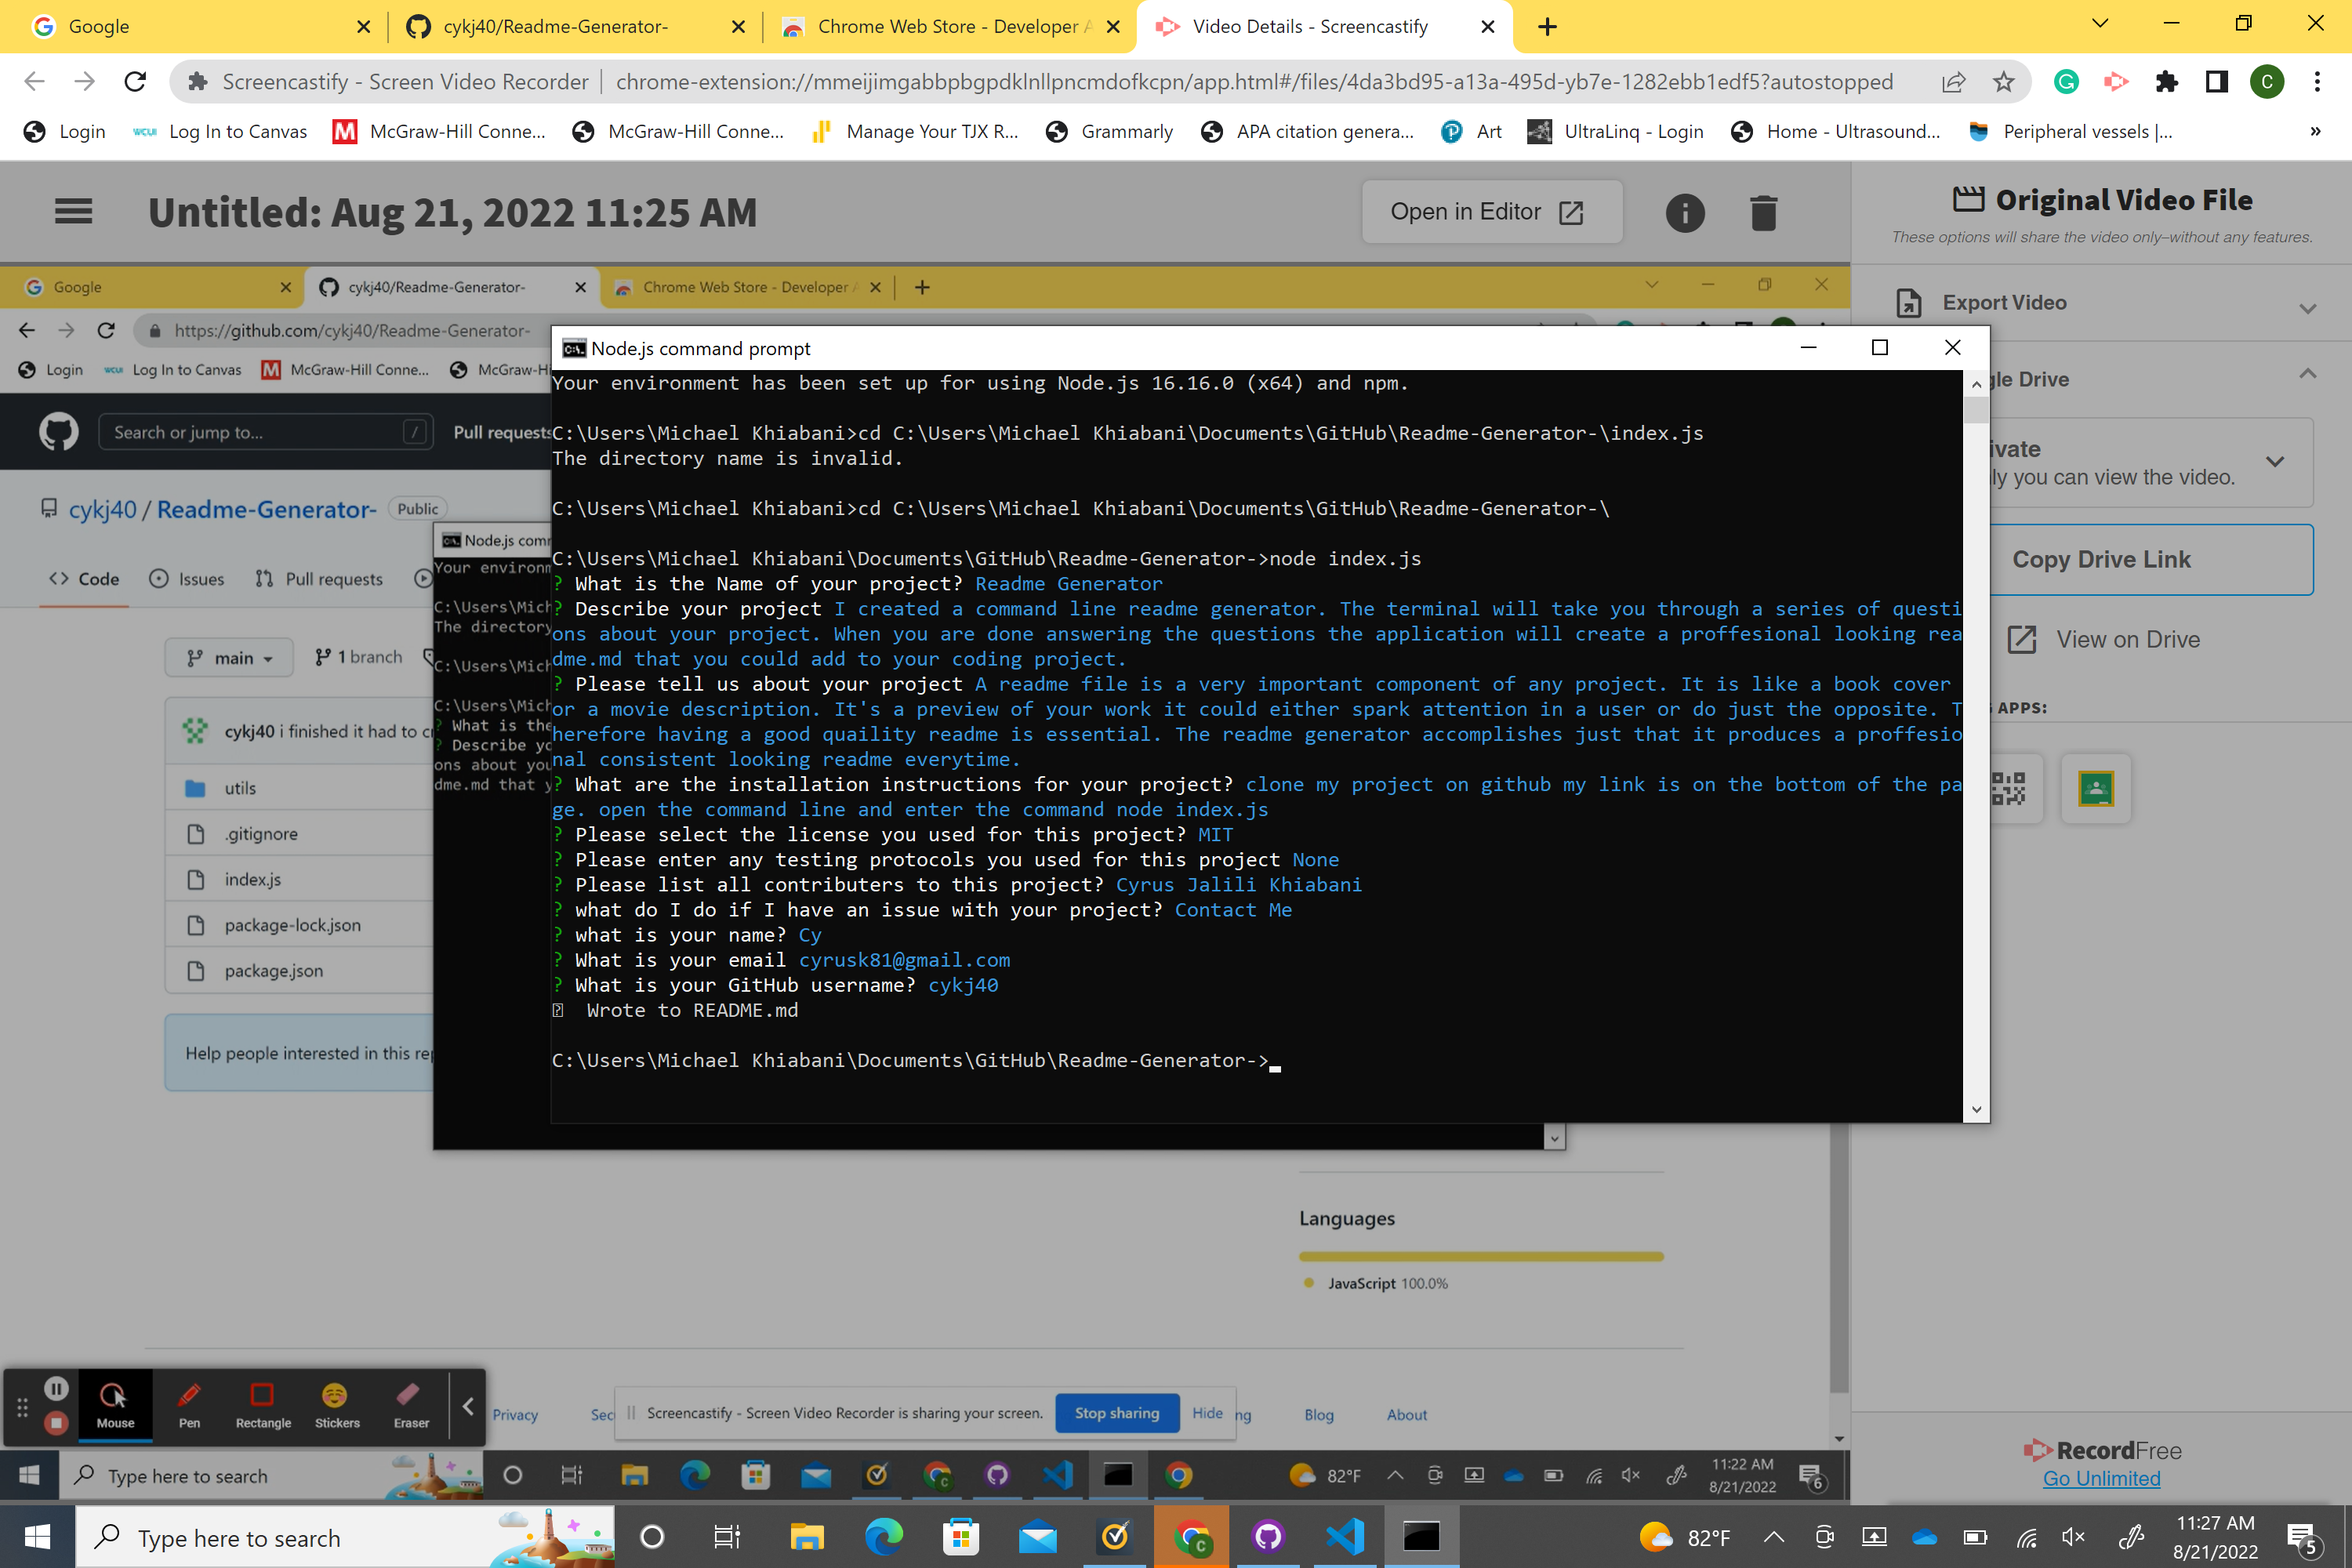 Google
cykj40/Readme-Generator-
Chrome Web Store - Developer A
Video Details - Screencastify
Screencastify - Screen Video Recorder
chrome-extension://mmeijimgabbpbgpdklnllpncmdofkcpn/app.html#/files/4da3bd95-a13a-495d-yb7e-1282ebb1edf5?autostopped
C
Login
WCUI Log In to Canvas
M McGraw-Hill Conne...
McGraw-Hill Conne...
Manage Your TJX R...
Grammarly
APA citation genera...
Art
UltraLinq - Login
Home - Ultrasound...
Peripheral vessels |...
»
Untitled: Aug 21, 2022 11:25 AM
Open in Editor
Original Video File
These options will share the video only–without any features.
Export Video
Google
cykj40/Readme-Generator-
Chrome Web Store - Developer A
https://github.com/cykj40/Readme-Generator-
Login
WCUI Log In to Canvas
M McGraw-Hill Conne...
McGraw-H
Search or jump to...
/
Pull requests
cykj40 / Readme-Generator-
Public
Code
Issues
Pull requests
main
1 branch
cykj40 i finished it had to cr
utils
.gitignore
index.js
package-lock.json
package.json
Help people interested in this rep
Node.js com
Your environm
C:\Users\Mich
The directory
C:\Users\Mich
C:\Users\Mich
? What is the
? Describe yo
ons about you
dme.md that y
Node.js command prompt
Your environment has been set up for using Node.js 16.16.0 (x64) and npm.
C:\Users\Michael Khiabani>cd C:\Users\Michael Khiabani\Documents\GitHub\Readme-Generator-\index.js
The directory name is invalid.
C:\Users\Michael Khiabani>cd C:\Users\Michael Khiabani\Documents\GitHub\Readme-Generator-\
C:\Users\Michael Khiabani\Documents\GitHub\Readme-Generator->node index.js
? What is the Name of your project? Readme Generator
? Describe your project I created a command line readme generator. The terminal will take you through a series of questi
ons about your project. When you are done answering the questions the application will create a proffesional looking rea
dme.md that you could add to your coding project.
? Please tell us about your project A readme file is a very important component of any project. It is like a book cover
or a movie description. It's a preview of your work it could either spark attention in a user or do just the opposite. T
herefore having a good quaility readme is essential. The readme generator accomplishes just that it produces a proffesio
nal consistent looking readme everytime.
? What are the installation instructions for your project? clone my project on github my link is on the bottom of the pa
ge. open the command line and enter the command node index.js
? Please select the license you used for this project? MIT
? Please enter any testing protocols you used for this project None
? Please list all contributers to this project? Cyrus Jalili Khiabani
? what do I do if I have an issue with your project? Contact Me
? what is your name? Cy
? What is your email cyrusk81@gmail.com
? What is your GitHub username? cykj40
Wrote to README.md
C:\Users\Michael Khiabani\Documents\GitHub\Readme-Generator->
gle Drive
ivate
ly you can view the video.
Copy Drive Link
View on Drive
APPS:
Languages
JavaScript 100.0%
Mouse
Pen
Rectangle
Stickers
Eraser
Privacy
Sec
Screencastify - Screen Video Recorder is sharing your screen.
Stop sharing
Hide
ng
Blog
About
RecordFree
Go Unlimited
Type here to search
82°F
11:22 AM
8/21/2022
6
Type here to search
82°F
11:27 AM
8/21/2022
5